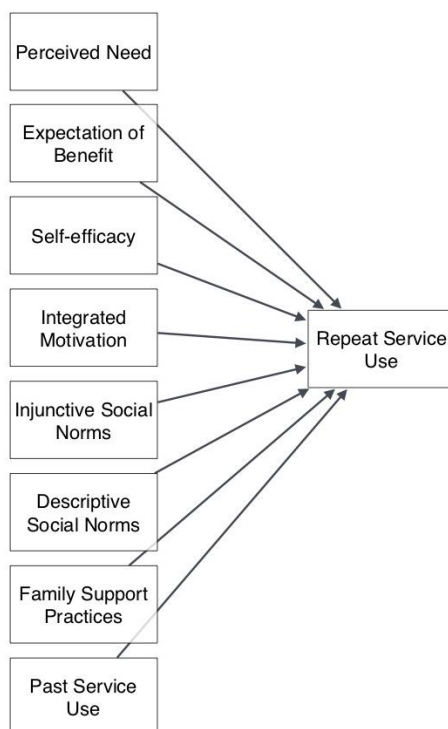 Perceived Need
Expectation of
Benefit
Self-efficacy
Integrated
Motivation
Repeat Service
Use
Injunctive Social
Norms
Descriptive
Social Norms
Family Support
Practices
Past Service
Use